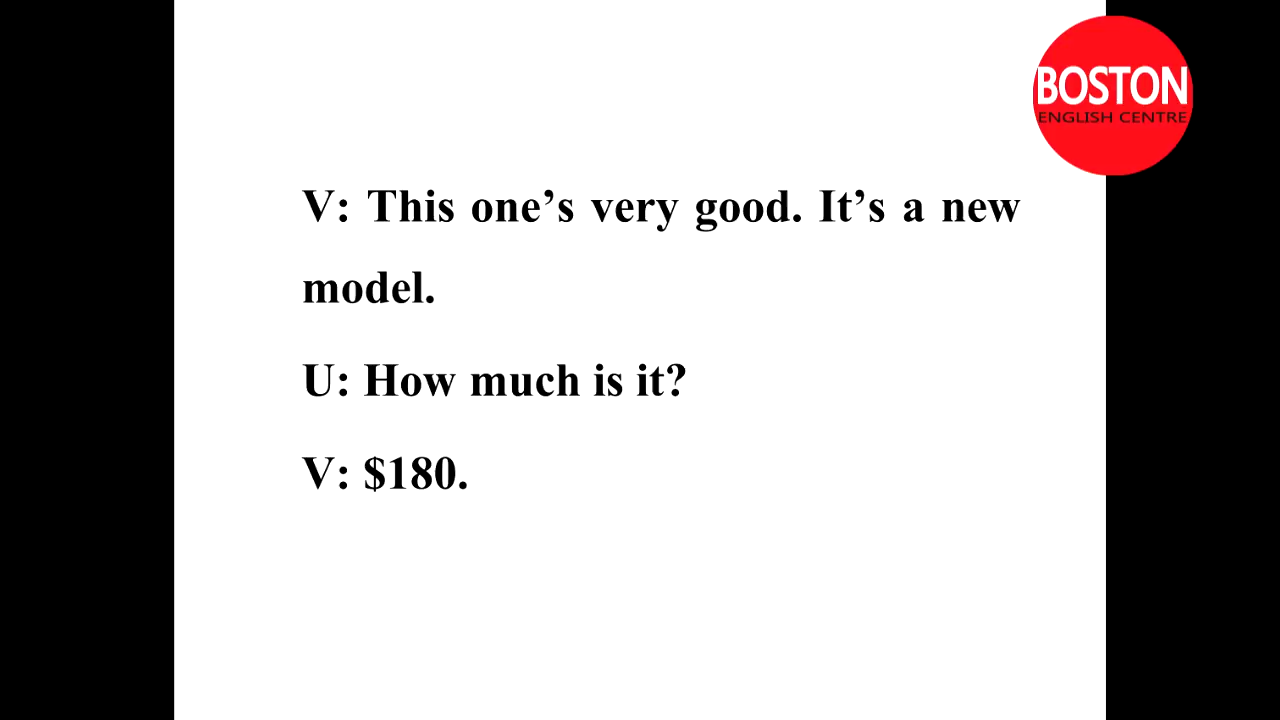 BOSTON
ENGLISH CENTRE
V: This one’s very good. It’s a new
model.
U: How much is it?
V: $180.